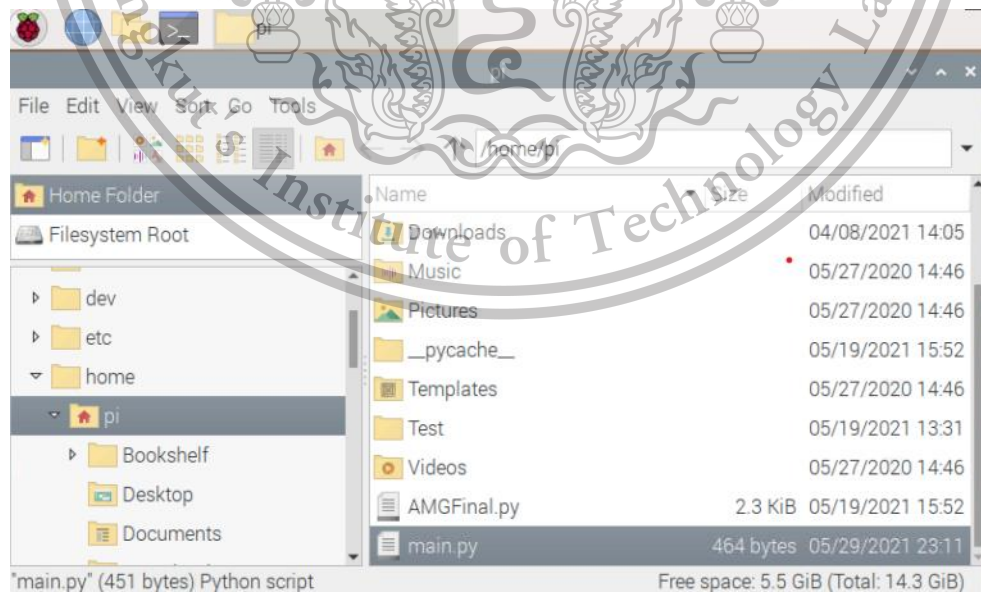 pi
pi
File Edit View Sort Go Tools
/home/pi
Home Folder
Filesystem Root
dev
etc
home
pi
Bookshelf
Desktop
Documents
Name Size Modified
Downloads 04/08/2021 14:05
Music 05/27/2020 14:46
Pictures 05/27/2020 14:46
__pycache__ 05/19/2021 15:52
Templates 05/27/2020 14:46
Test 05/19/2021 13:31
Videos 05/27/2020 14:46
AMGFinal.py 2.3 KiB 05/19/2021 15:52
main.py 464 bytes 05/29/2021 23:11
"main.py" (451 bytes) Python script Free space: 5.5 GiB (Total: 14.3 GiB)
Institute of Technology